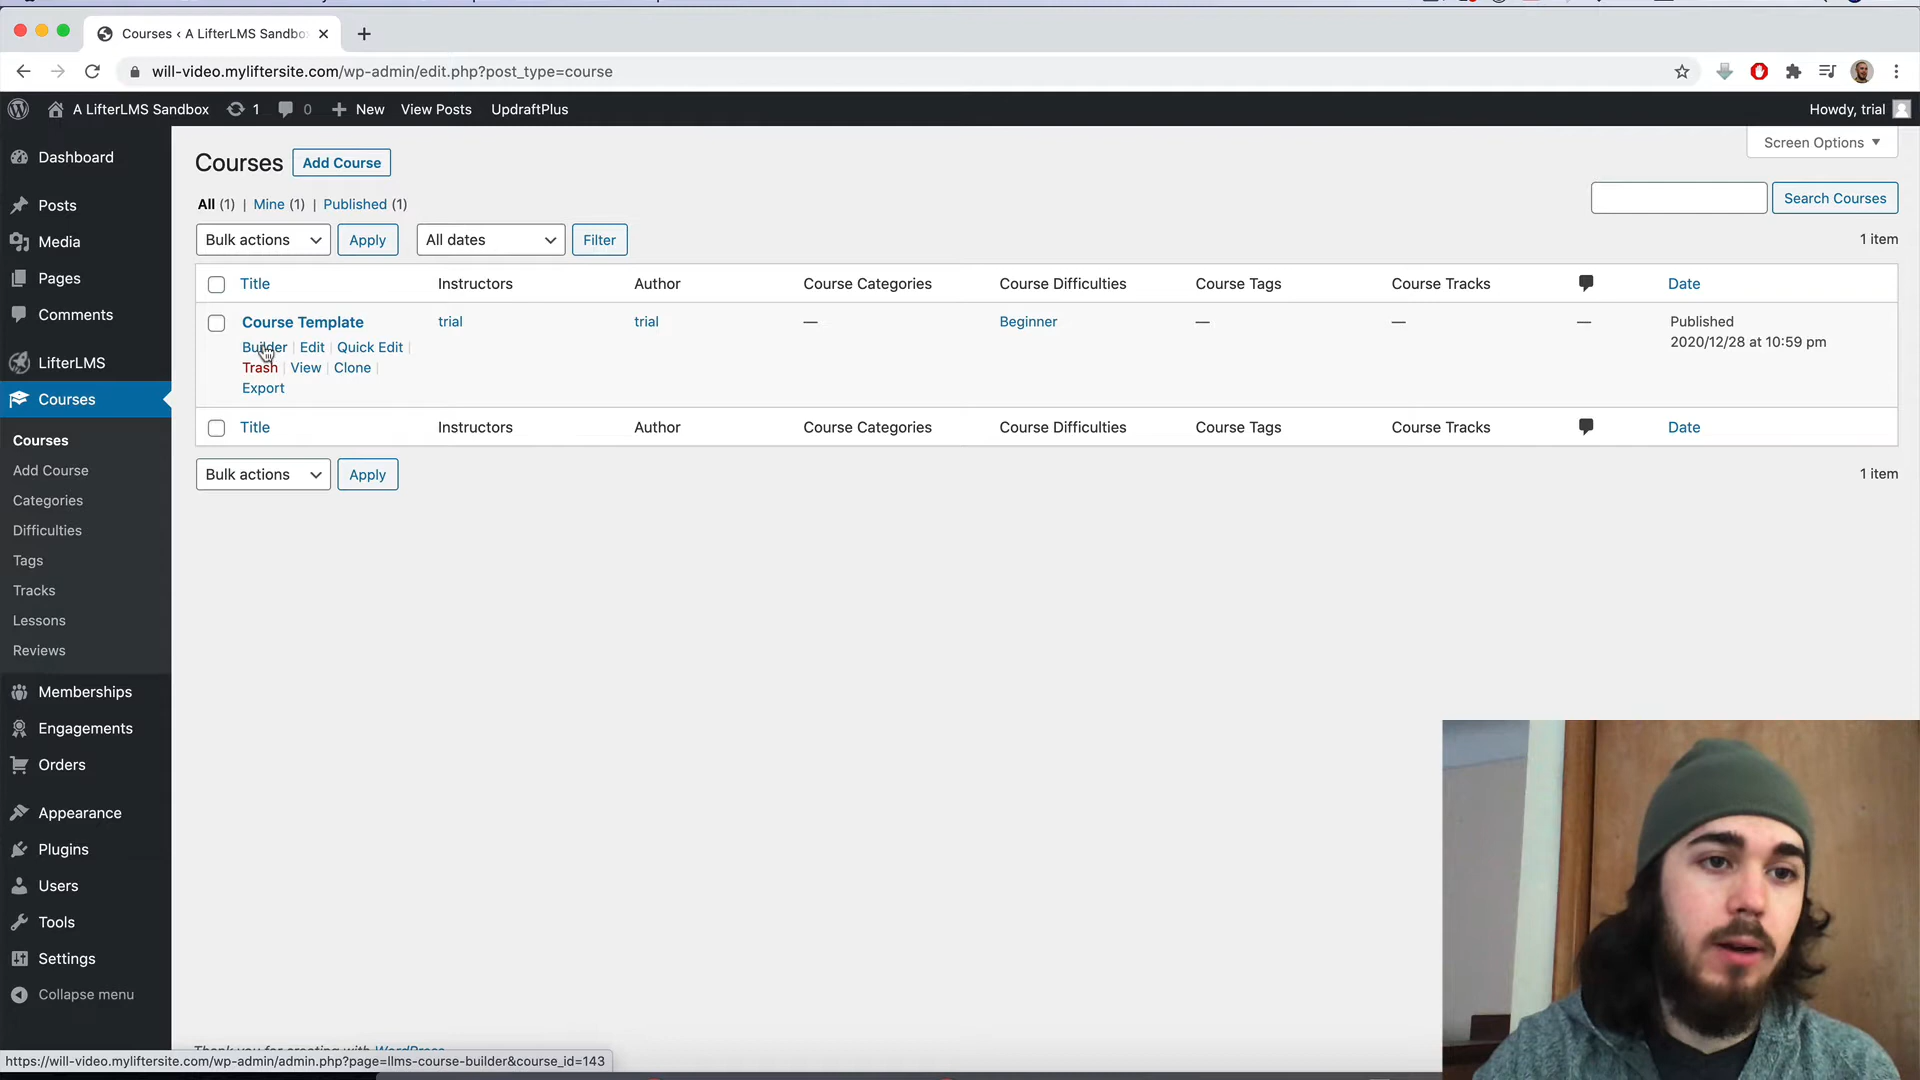 Courses ‹ A LifterLMS Sandbo
will-video.myliftersite.com/wp-admin/edit.php?post_type=course
A LifterLMS Sandbox 1 0 New View Posts UpdraftPlus Howdy, trial
Screen Options
Dashboard
Posts
Media
Pages
Comments
LifterLMS
Courses
Courses
Add Course
Categories
Difficulties
Tags
Tracks
Lessons
Reviews
Memberships
Engagements
Orders
Appearance
Plugins
Users
Tools
Settings
Collapse menu
Courses Add Course
All (1) | Mine (1) | Published (1)
Search Courses
Bulk actions Apply All dates Filter 1 item
Title Instructors Author Course Categories Course Difficulties Course Tags Course Tracks Date
Course Template trial trial — Beginner — — — Published
2020/12/28 at 10:59 pm
Builder | Edit | Quick Edit |
Trash | View | Clone |
Export
Title Instructors Author Course Categories Course Difficulties Course Tags Course Tracks Date
Bulk actions Apply 1 item
Thank you for creating with WordPress
https://will-video.myliftersite.com/wp-admin/admin.php?page=llms-course-builder&course_id=143